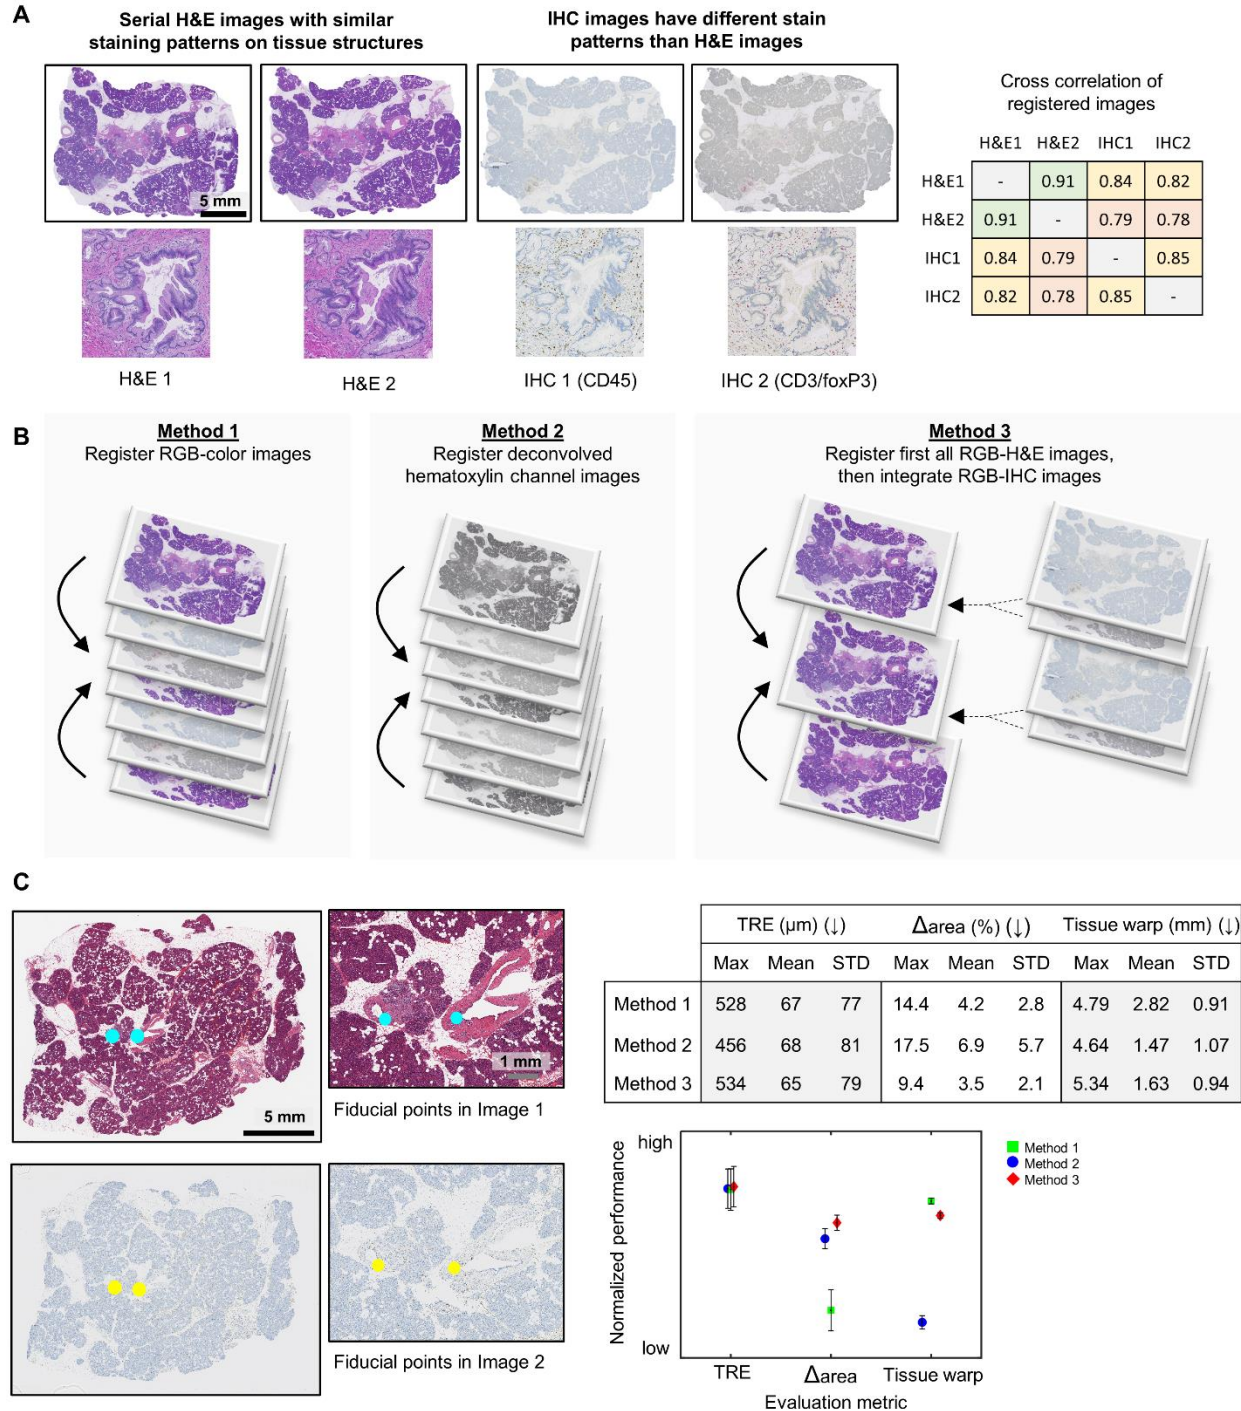 A
Serial H&E images with similar
staining patterns on tissue structures
IHC images have different stain
patterns than H&E images
5 mm
H&E 1
H&E 2
IHC 1 (CD45)
IHC 2 (CD3/foxP3)
Cross correlation of
registered images
H&E1 H&E2 IHC1 IHC2
H&E1 - 0.91 0.84 0.82
H&E2 0.91 - 0.79 0.78
IHC1 0.84 0.79 - 0.85
IHC2 0.82 0.78 0.85 -
B
Method 1
Register RGB-color images
Method 2
Register deconvolved
hematoxylin channel images
Method 3
Register first all RGB-H&E images,
then integrate RGB-IHC images
C
5 mm
1 mm
Fiducial points in Image 1
Fiducial points in Image 2
TRE (μm) (↓) Δarea (%) (↓) Tissue warp (mm) (↓)
Max Mean STD Max Mean STD Max Mean STD
Method 1 528 67 77 14.4 4.2 2.8 4.79 2.82 0.91
Method 2 456 68 81 17.5 6.9 5.7 4.64 1.47 1.07
Method 3 534 65 79 9.4 3.5 2.1 5.34 1.63 0.94
high
Normalized performance
low
TRE Δarea Tissue warp
Evaluation metric
Method 1
Method 2
Method 3